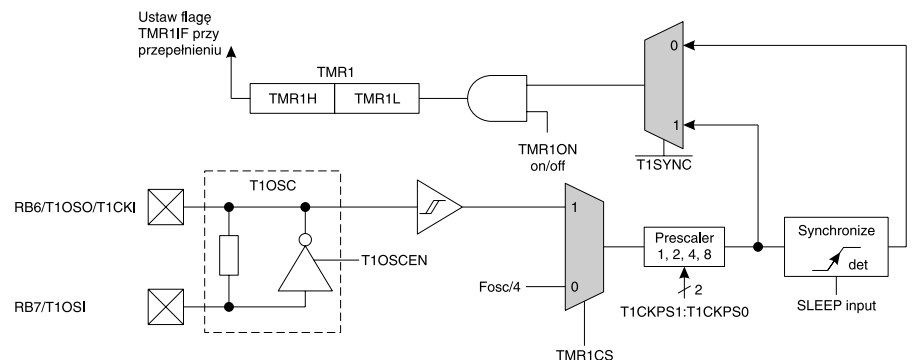 Ustaw flagę
TMR1IF przy
przepełnieniu
TMR1
TMR1H
TMR1L
TMR1ON
on/off
0
1
T1SYNC
RB6/T1OSO/T1CKI
T1OSC
T1OSCEN
RB7/T1OSI
1
Fosc/4
0
TMR1CS
Prescaler
1, 2, 4, 8
2
T1CKPS1:T1CKPS0
Synchronize
det
SLEEP input